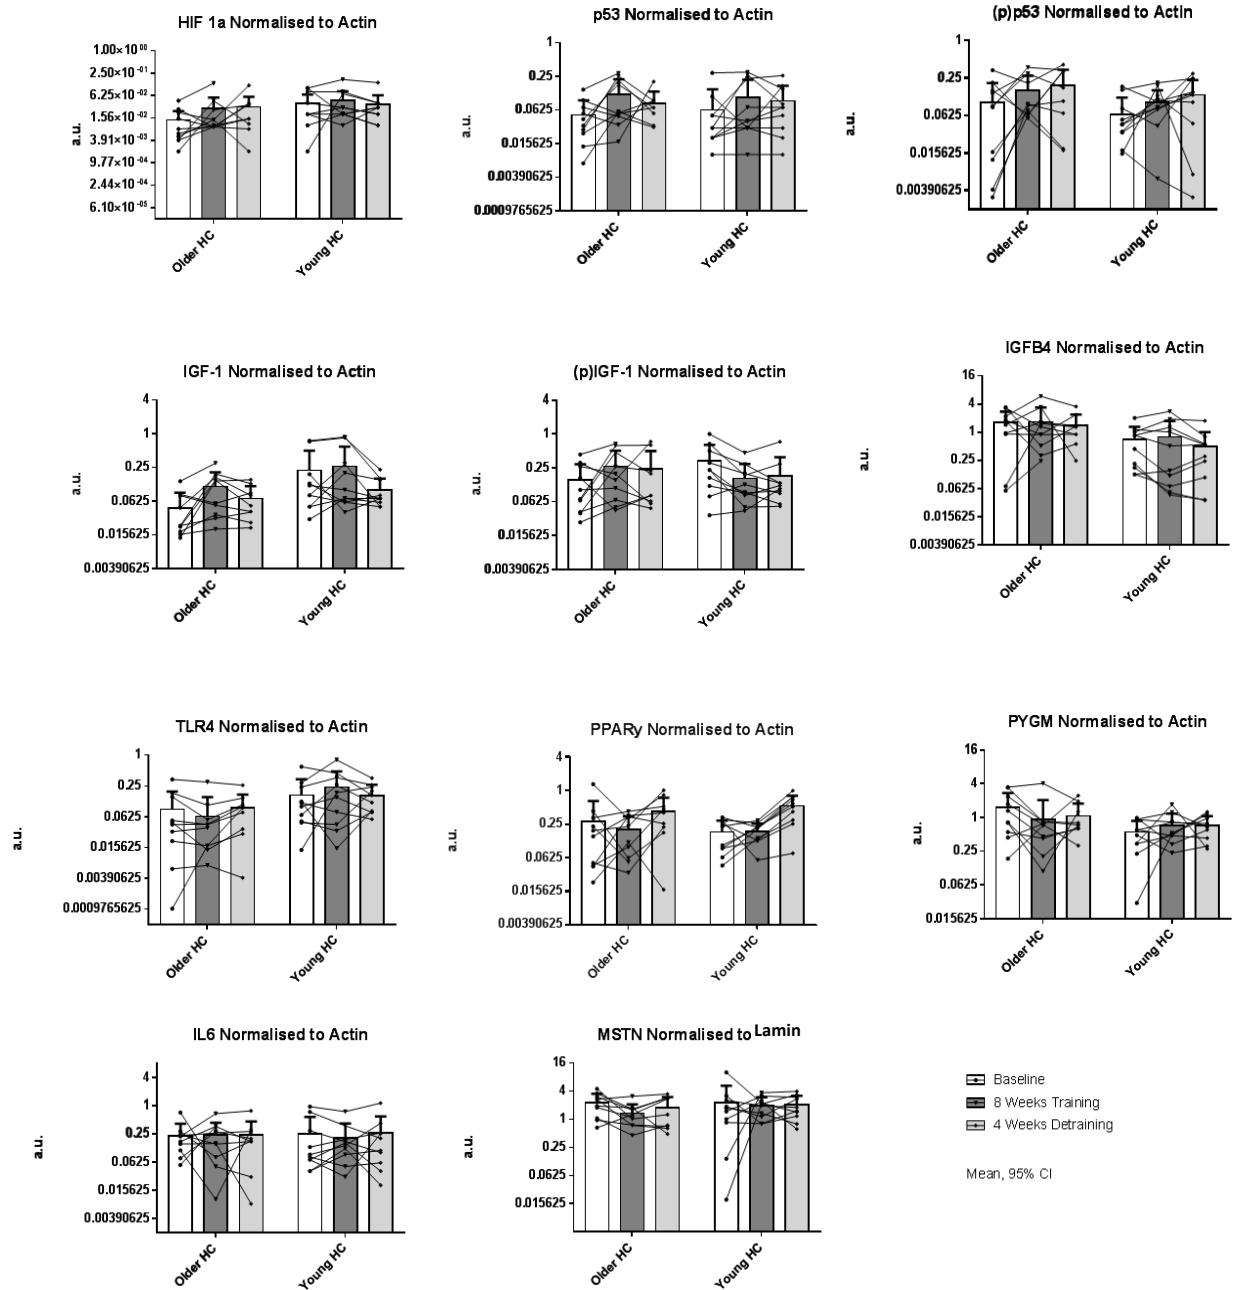 HIF 1a Normalised to Actin
1.00×10^00
2.50×10^-01
6.25×10^-02
1.56×10^-02
3.91×10^-03
9.77×10^-04
2.44×10^-04
6.10×10^-05
a.u.
Older HC
Young HC
p53 Normalised to Actin
1
0.25
0.0625
0.015625
0.00390625
0.0009765625
a.u.
Older HC
Young HC
(p)p53 Normalised to Actin
1
0.25
0.0625
0.015625
0.00390625
a.u.
Older HC
Young HC
IGF-1 Normalised to Actin
4
1
0.25
0.0625
0.015625
0.00390625
a.u.
Older HC
Young HC
(p)IGF-1 Normalised to Actin
4
1
0.25
0.0625
0.015625
0.00390625
a.u.
Older HC
Young HC
IGFB4 Normalised to Actin
16
4
1
0.25
0.0625
0.015625
0.00390625
a.u.
Older HC
Young HC
TLR4 Normalised to Actin
1
0.25
0.0625
0.015625
0.00390625
0.0009765625
a.u.
Older HC
Young HC
PPARγ Normalised to Actin
4
1
0.25
0.0625
0.015625
0.00390625
a.u.
Older HC
Young HC
PYGM Normalised to Actin
16
4
1
0.25
0.0625
0.015625
a.u.
Older HC
Young HC
IL6 Normalised to Actin
4
1
0.25
0.0625
0.015625
0.00390625
a.u.
Older HC
Young HC
MSTN Normalised to Lamin
16
4
1
0.25
0.0625
0.015625
a.u.
Older HC
Young HC
Baseline
8 Weeks Training
4 Weeks Detraining
Mean, 95% CI